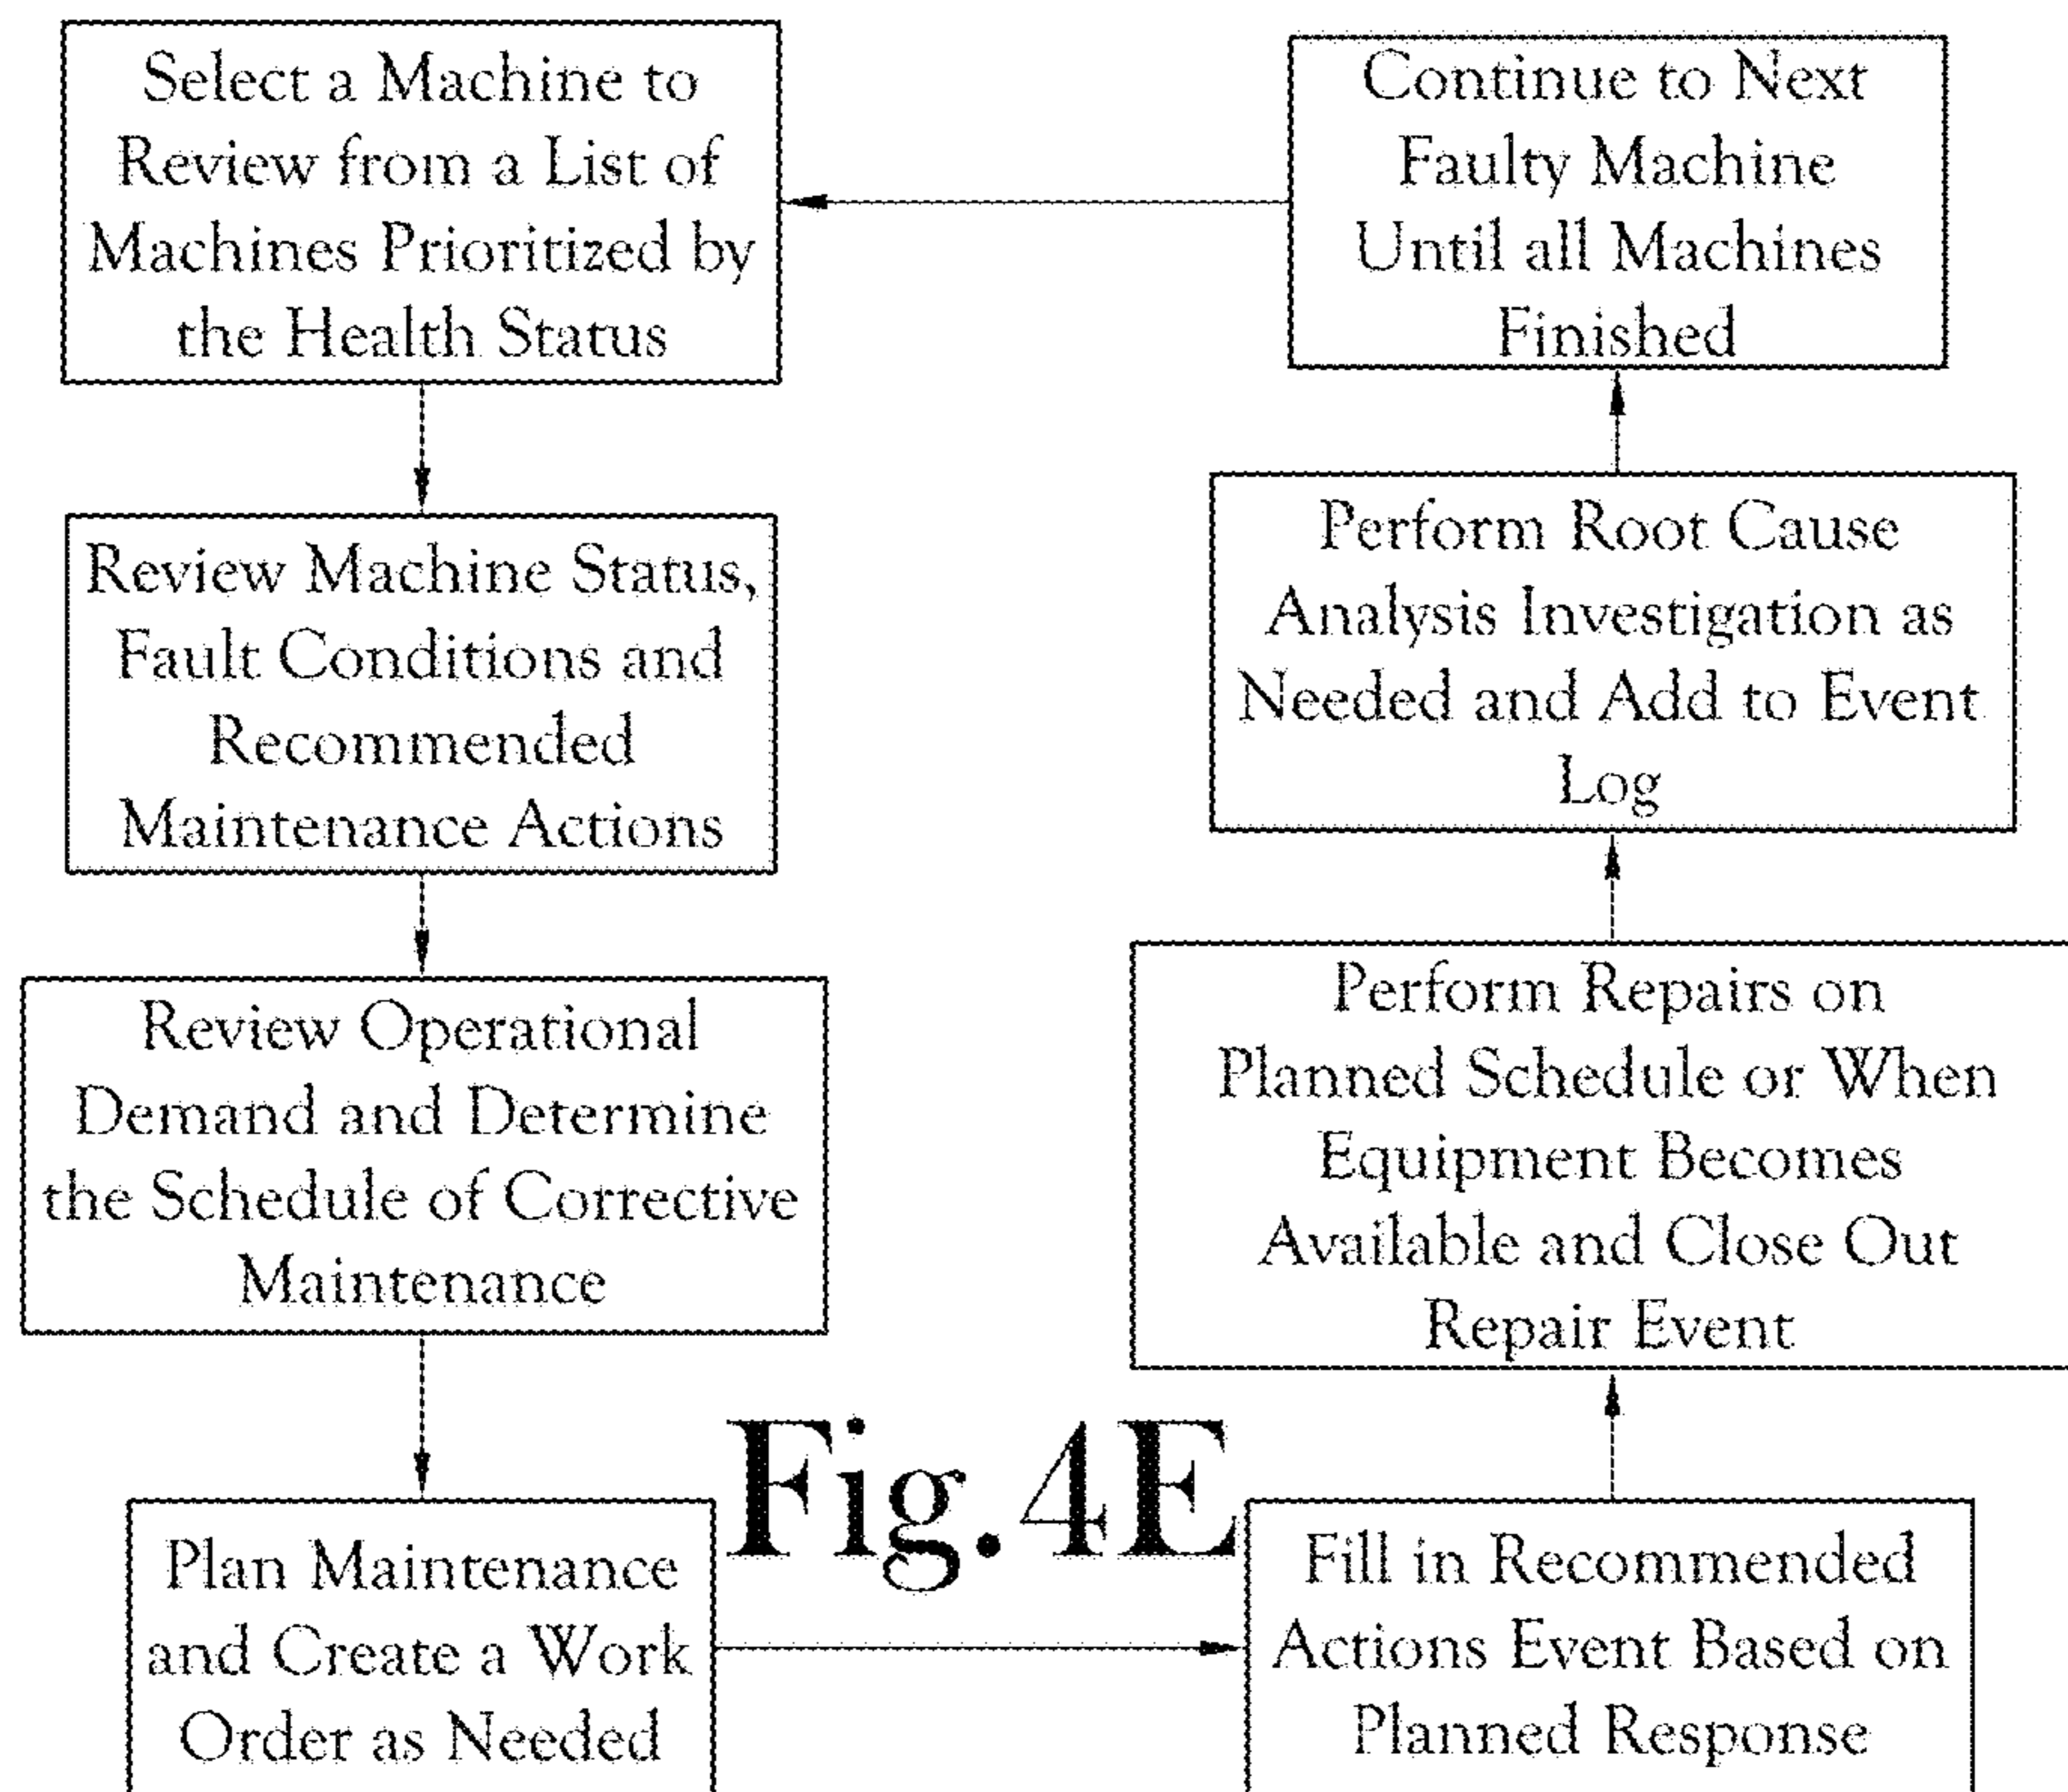 Select a Machine to
Review from a List of
Machines Prioritized by
the Health Status
Review Machine Status,
Fault Conditions and
Recommended
Maintenance Actions
Review Operational
Demand and Determine
the Schedule of Corrective
Maintenance
Plan Maintenance
and Create a Work
Order as Needed
Fig.4E
Fill in Recommended
Actions Event Based on
Planned Response
Perform Repairs on
Planned Schedule or When
Equipment Becomes
Available and Close Out
Repair Event
Perform Root Cause
Analysis Investigation as
Needed and Add to Event
Log
Continue to Next
Faulty Machine
Until all Machines
Finished